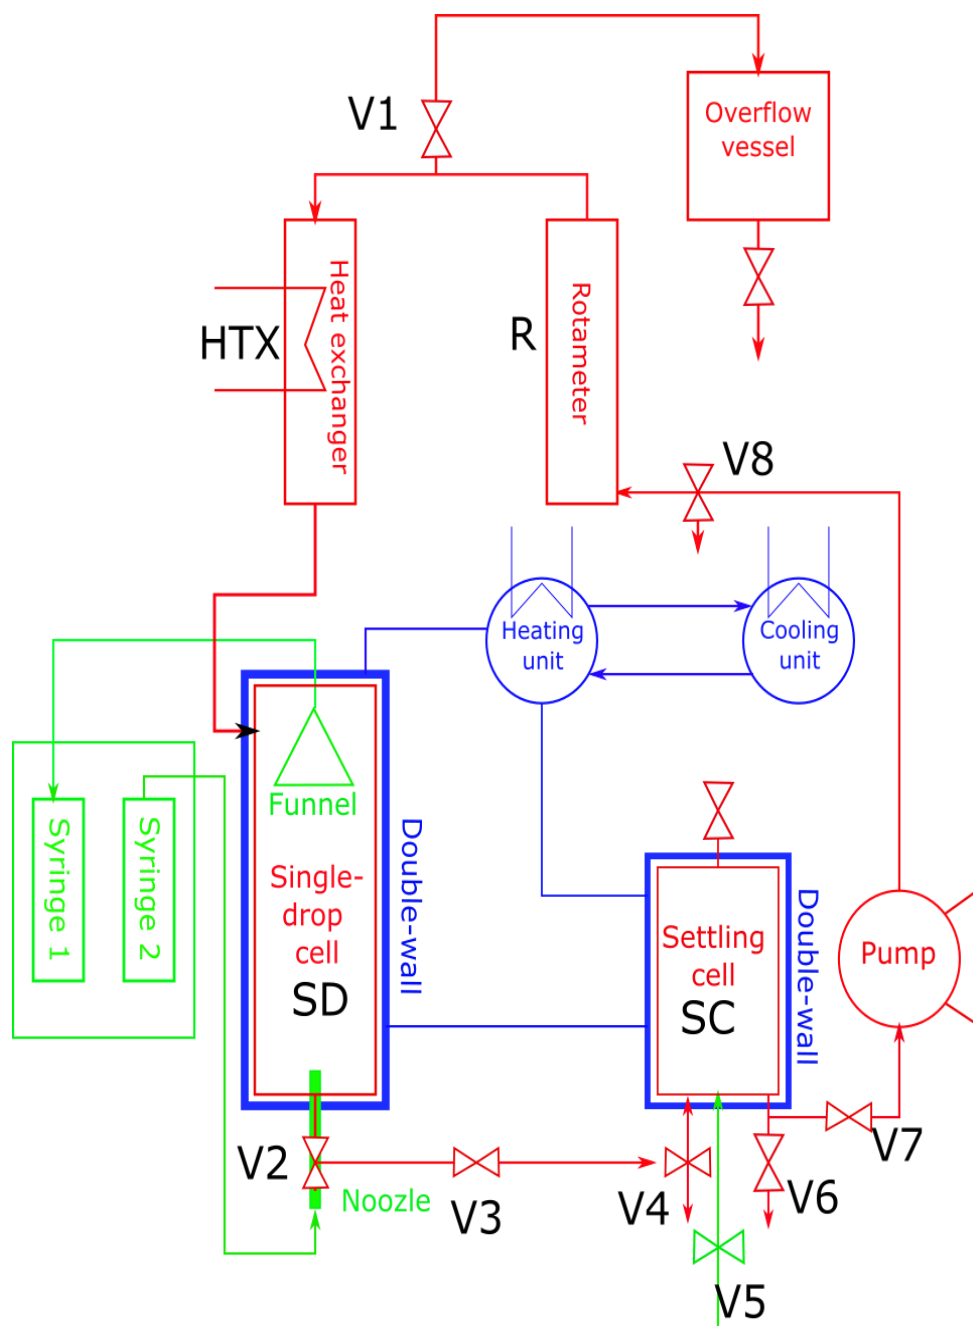 V1
Overflow
vessel
HTX
Heat exchanger
R
Rotameter
V8
Heating
unit
Cooling
unit
Funnel
Syringe 1
Syringe 2
Single-
drop
cell
SD
Double-wall
Settling
cell
SC
Double-wall
Pump
V2
Noozle
V3
V4
V5
V6
V7